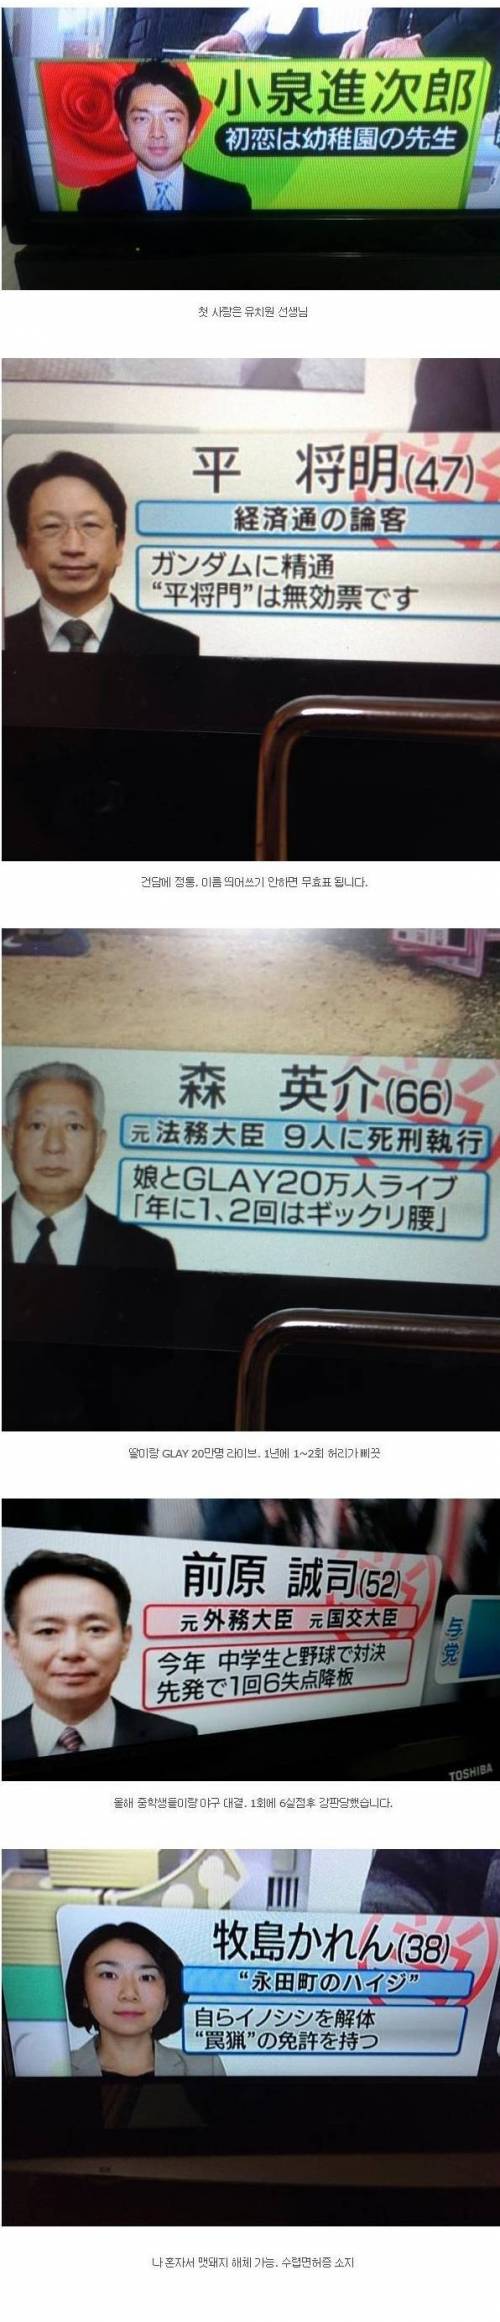 小泉進次郎
初恋は幼稚園の先生
첫 사랑은 유치원 선생님
平 将明(47)
経済通の論客
ガンダムに精通
“平将門”は無効票です
건담에 정통. 이름 띄어쓰기 안하면 무효표 됩니다.
森 英介(66)
元法務大臣 9人に死刑執行
娘とGLAY20万人ライブ
「年に1、2回はギックリ腰」
딸이랑 GLAY 20만명 라이브. 1년에 1~2회 허리가 삐끗
前原 誠司(52)
元外務大臣 元国交大臣
今年 中学生と野球で対決
先発で1回6失点降板
与党
TOSHIBA
올해 중학생들이랑 야구 대결. 1회에 6실점후 강판당했습니다.
牧島かれん(38)
“永田町のハイジ”
自らイノシシを解体
“罠猟”の免許を持つ
나 혼자서 멧돼지 해체 가능. 수렵면허증 소지